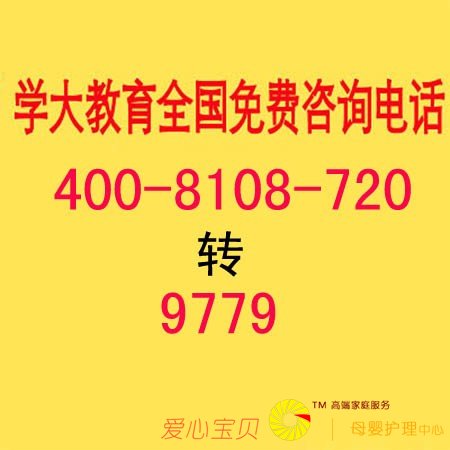 学大教育全国免费咨询电话
400-8108-720
转
9779
TM 高端家庭服务
爱心宝贝
母婴护理中心